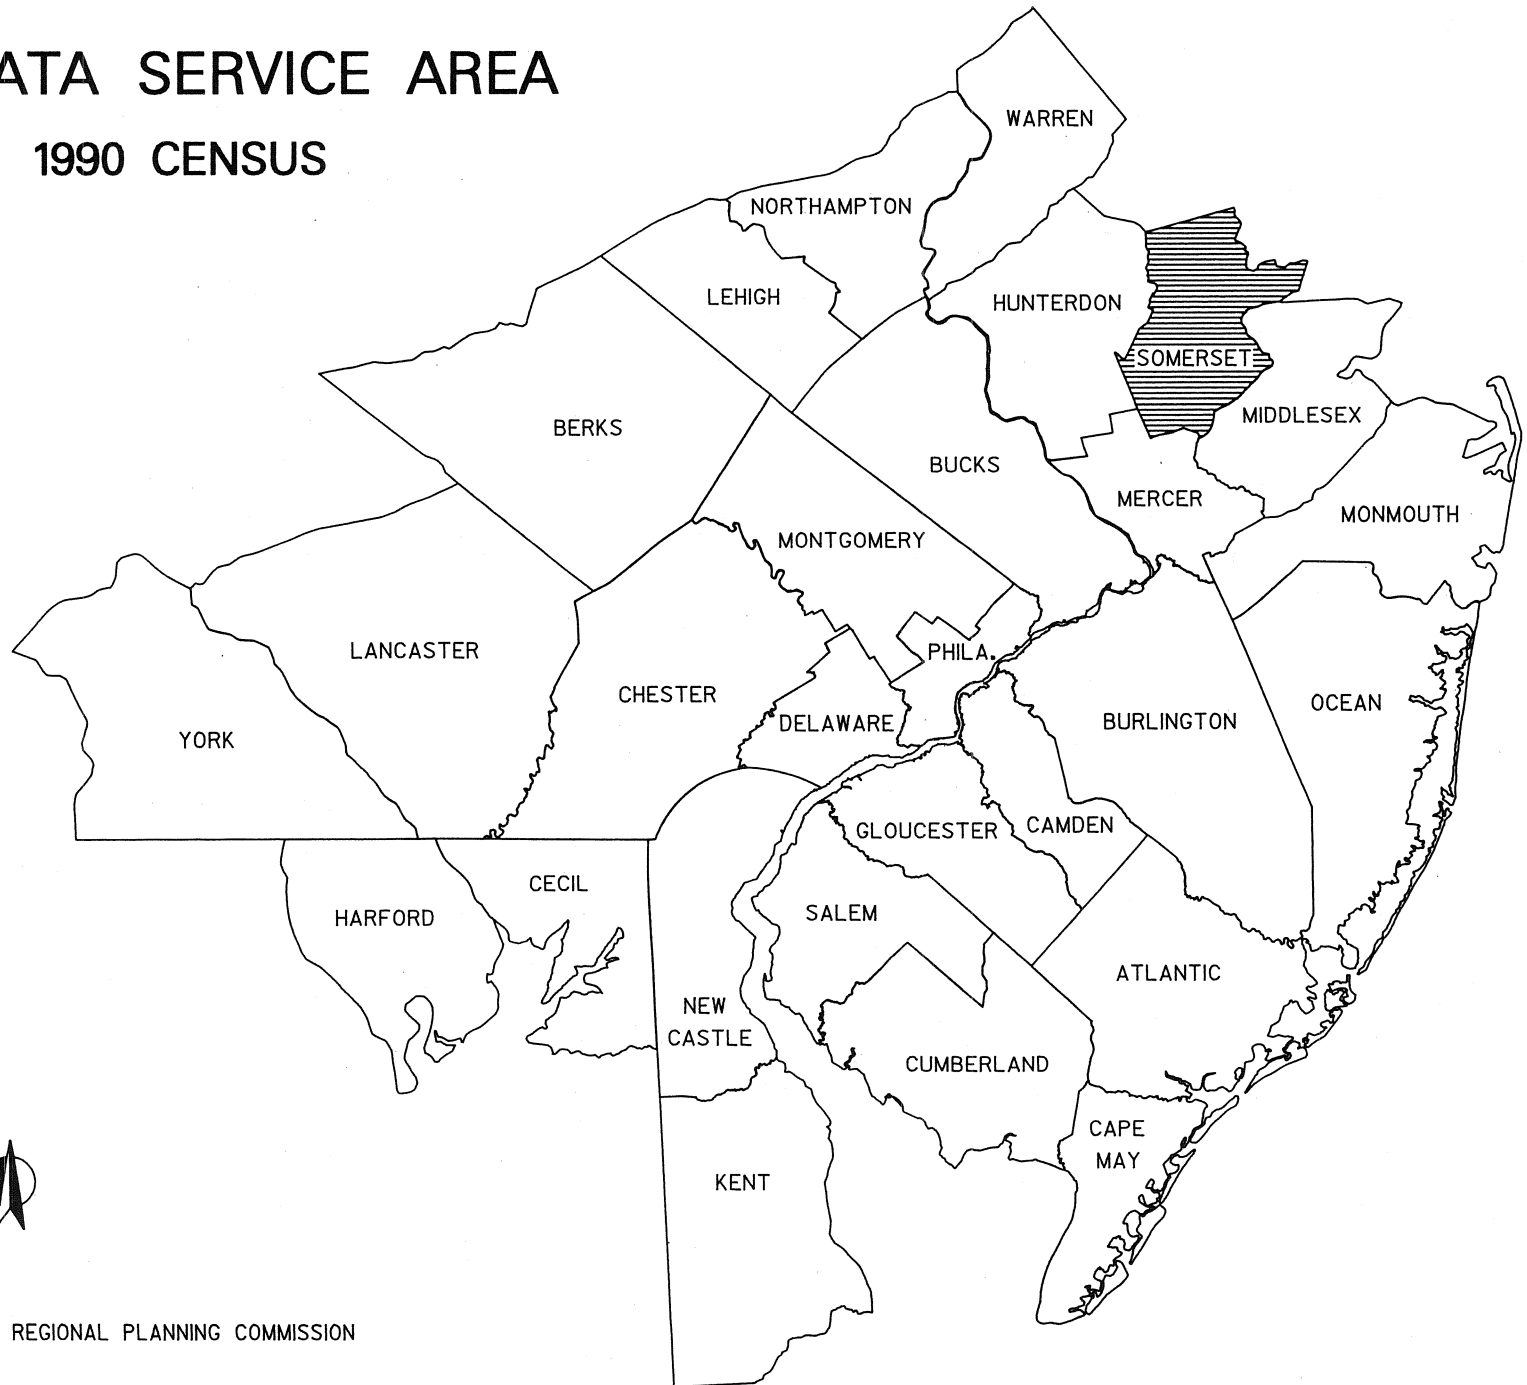 ATA SERVICE AREA
1990 CENSUS
WARREN
NORTHAMPTON
LEHIGH
HUNTERDON
SOMERSET
MIDDLESEX
BERKS
BUCKS
MERCER
MONMOUTH
MONTGOMERY
LANCASTER
PHILA.
CHESTER
DELAWARE
BURLINGTON
OCEAN
YORK
GLOUCESTER
CAMDEN
CECIL
HARFORD
SALEM
ATLANTIC
NEW
CASTLE
CUMBERLAND
CAPE
MAY
KENT
REGIONAL PLANNING COMMISSION